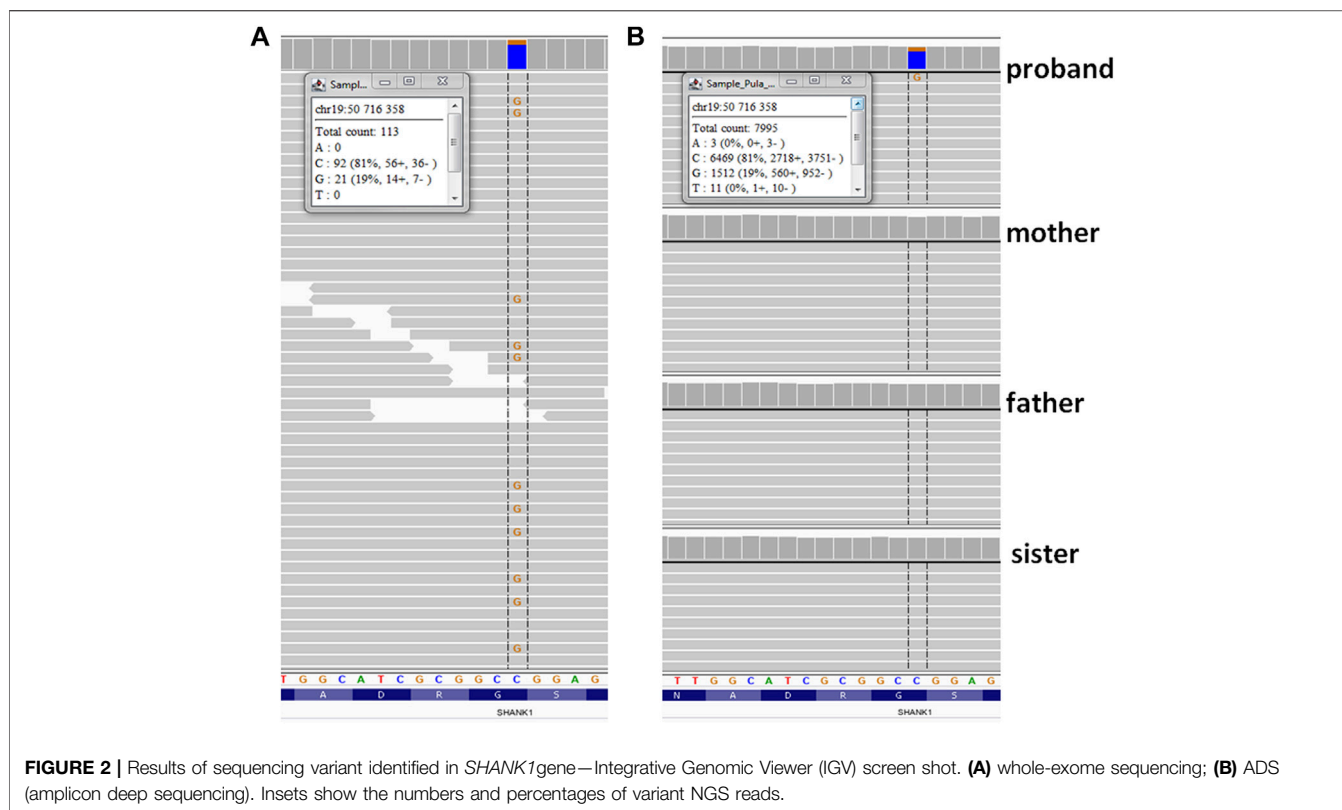 A
Sampl...
chr19:50 716 358
Total count: 113
A : 0
C : 92 (81%, 56+, 36- )
G : 21 (19%, 14+, 7- )
T : 0
G
G
G
G
G
G
G
G
G
G
G
T G G C A T C G C G G C C G G A G
A D R G S
SHANK1
B
proband
G
Sample_Pula_...
chr19:50 716 358
Total count: 7995
A : 3 (0%, 0+, 3- )
C : 6469 (81%, 2718+, 3751- )
G : 1512 (19%, 560+, 952- )
T : 11 (0%, 1+, 10- )
mother
father
sister
T T G G C A T C G C G G C C G G A G
N A D R G S
SHANK1
FIGURE 2 | Results of sequencing variant identified in SHANK1gene—Integrative Genomic Viewer (IGV) screen shot. (A) whole-exome sequencing; (B) ADS
(amplicon deep sequencing). Insets show the numbers and percentages of variant NGS reads.